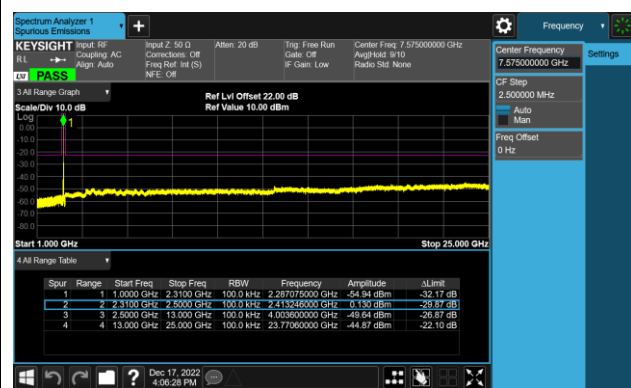 Spectrum Analyzer 1
Spurious Emissions
Frequency
KEYSIGHT Input: RF Input Z: 50 Ω Atten: 20 dB Trig: Free Run Center Freq: 7.575000000 GHz
RL Coupling: AC Corrections: Off Gate: Off Avg|Hold: 9/10
Align: Auto Freq Ref: Int (S) IF Gain: Low Radio Std: None
LXI PASS NFE: Off
Center Frequency
7.575000000 GHz
Settings
CF Step
2.500000 MHz
Auto
Man
Freq Offset
0 Hz
3 All Range Graph Ref Lvl Offset 22.00 dB
Scale/Div 10.0 dB Ref Value 10.00 dBm
Log
1
0.00
-10.0
-20.0
-30.0
-40.0
-50.0
-60.0
-70.0
-80.0
Start 1.000 GHz Stop 25.000 GHz
4 All Range Table
Spur Range Start Freq Stop Freq RBW Frequency Amplitude ΔLimit
1 1 1.0000 GHz 2.3100 GHz 100.0 kHz 2.287075000 GHz -54.94 dBm -32.17 dB
2 2 2.3100 GHz 2.5000 GHz 100.0 kHz 2.413246000 GHz 0.130 dBm -29.87 dB
3 3 2.5000 GHz 13.000 GHz 100.0 kHz 4.003600000 GHz -49.64 dBm -26.87 dB
4 4 13.000 GHz 25.000 GHz 100.0 kHz 23.77060000 GHz -44.87 dBm -22.10 dB
Dec 17, 2022
4:06:28 PM